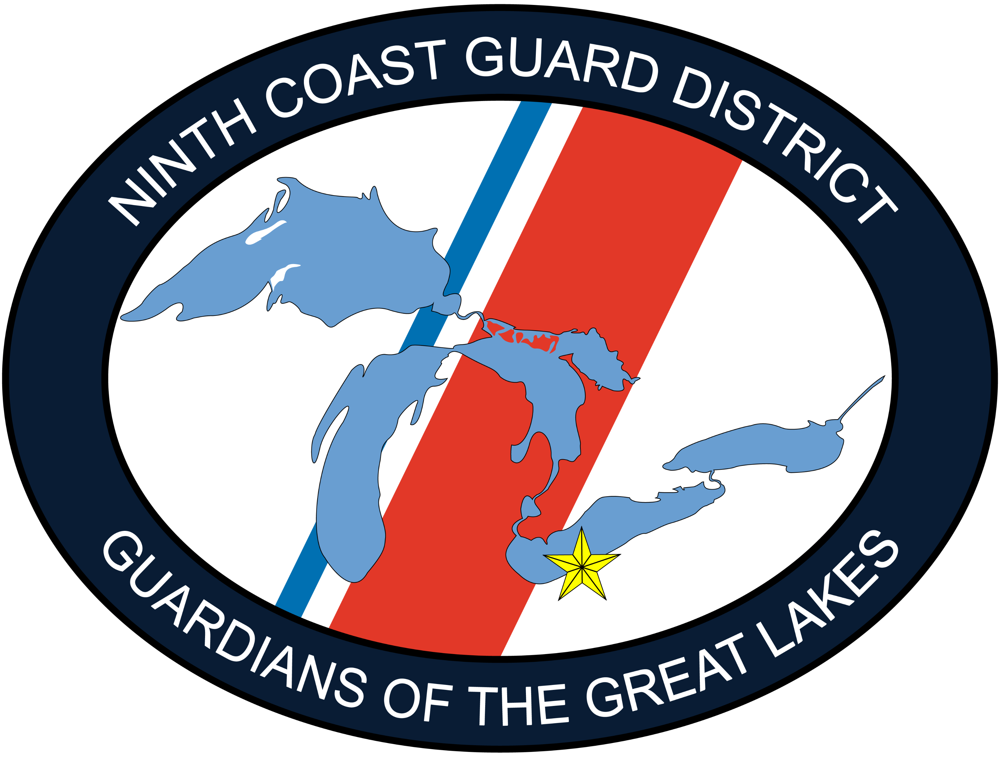 NINTH COAST GUARD DISTRICT
GUARDIANS OF THE GREAT LAKES